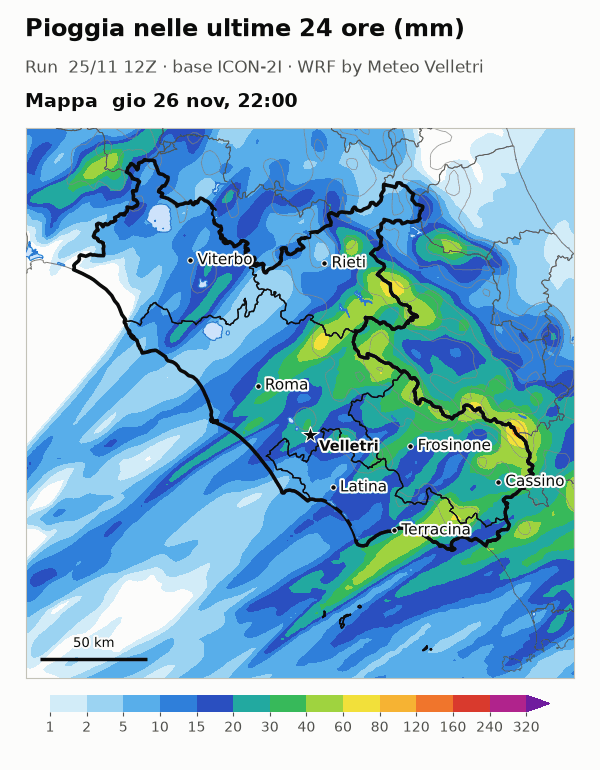 Pioggia nelle ultime 24 ore (mm)
Run 25/11 12Z · base ICON-2I · WRF by Meteo Velletri
Mappa gio 26 nov, 22:00
Viterbo
Rieti
Roma
Velletri
Frosinone
Cassino
Latina
Terracina
50 km
1 2 5 10 15 20 30 40 60 80 120 160 240 320